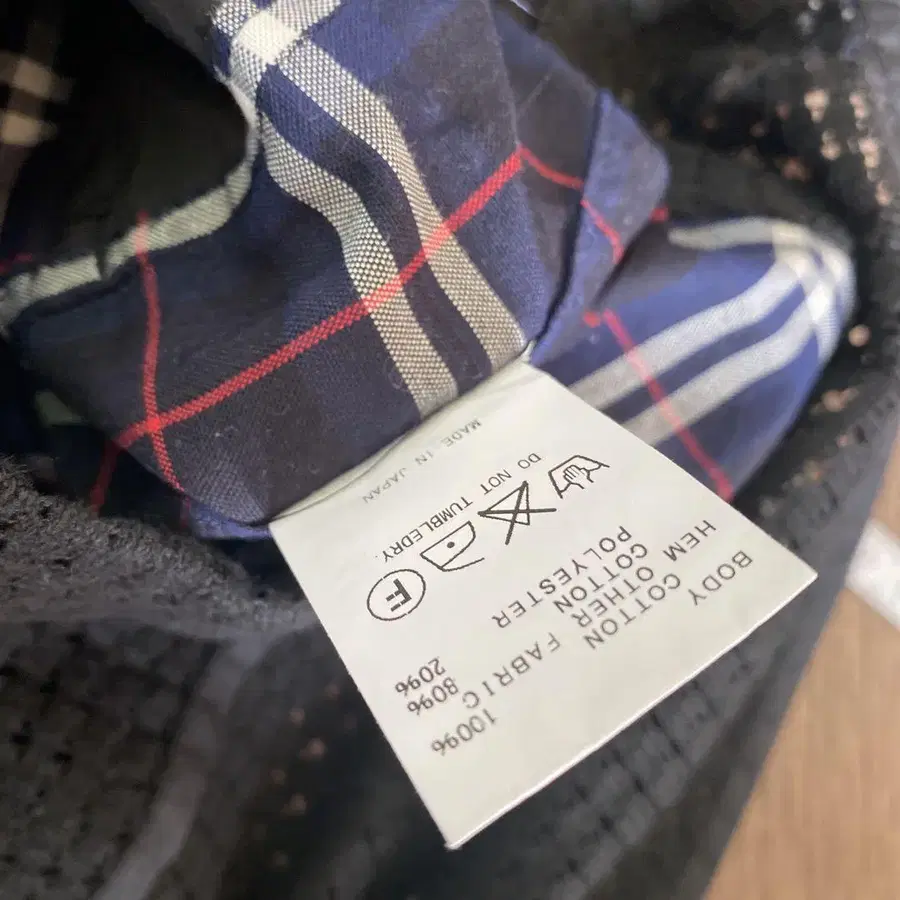 BODY COTTON 100%
HEM OTHER FABRIC
COTTON 80%
POLYESTER 20%
F
DO NOT TUMBLEDRY.
MADE IN JAPAN